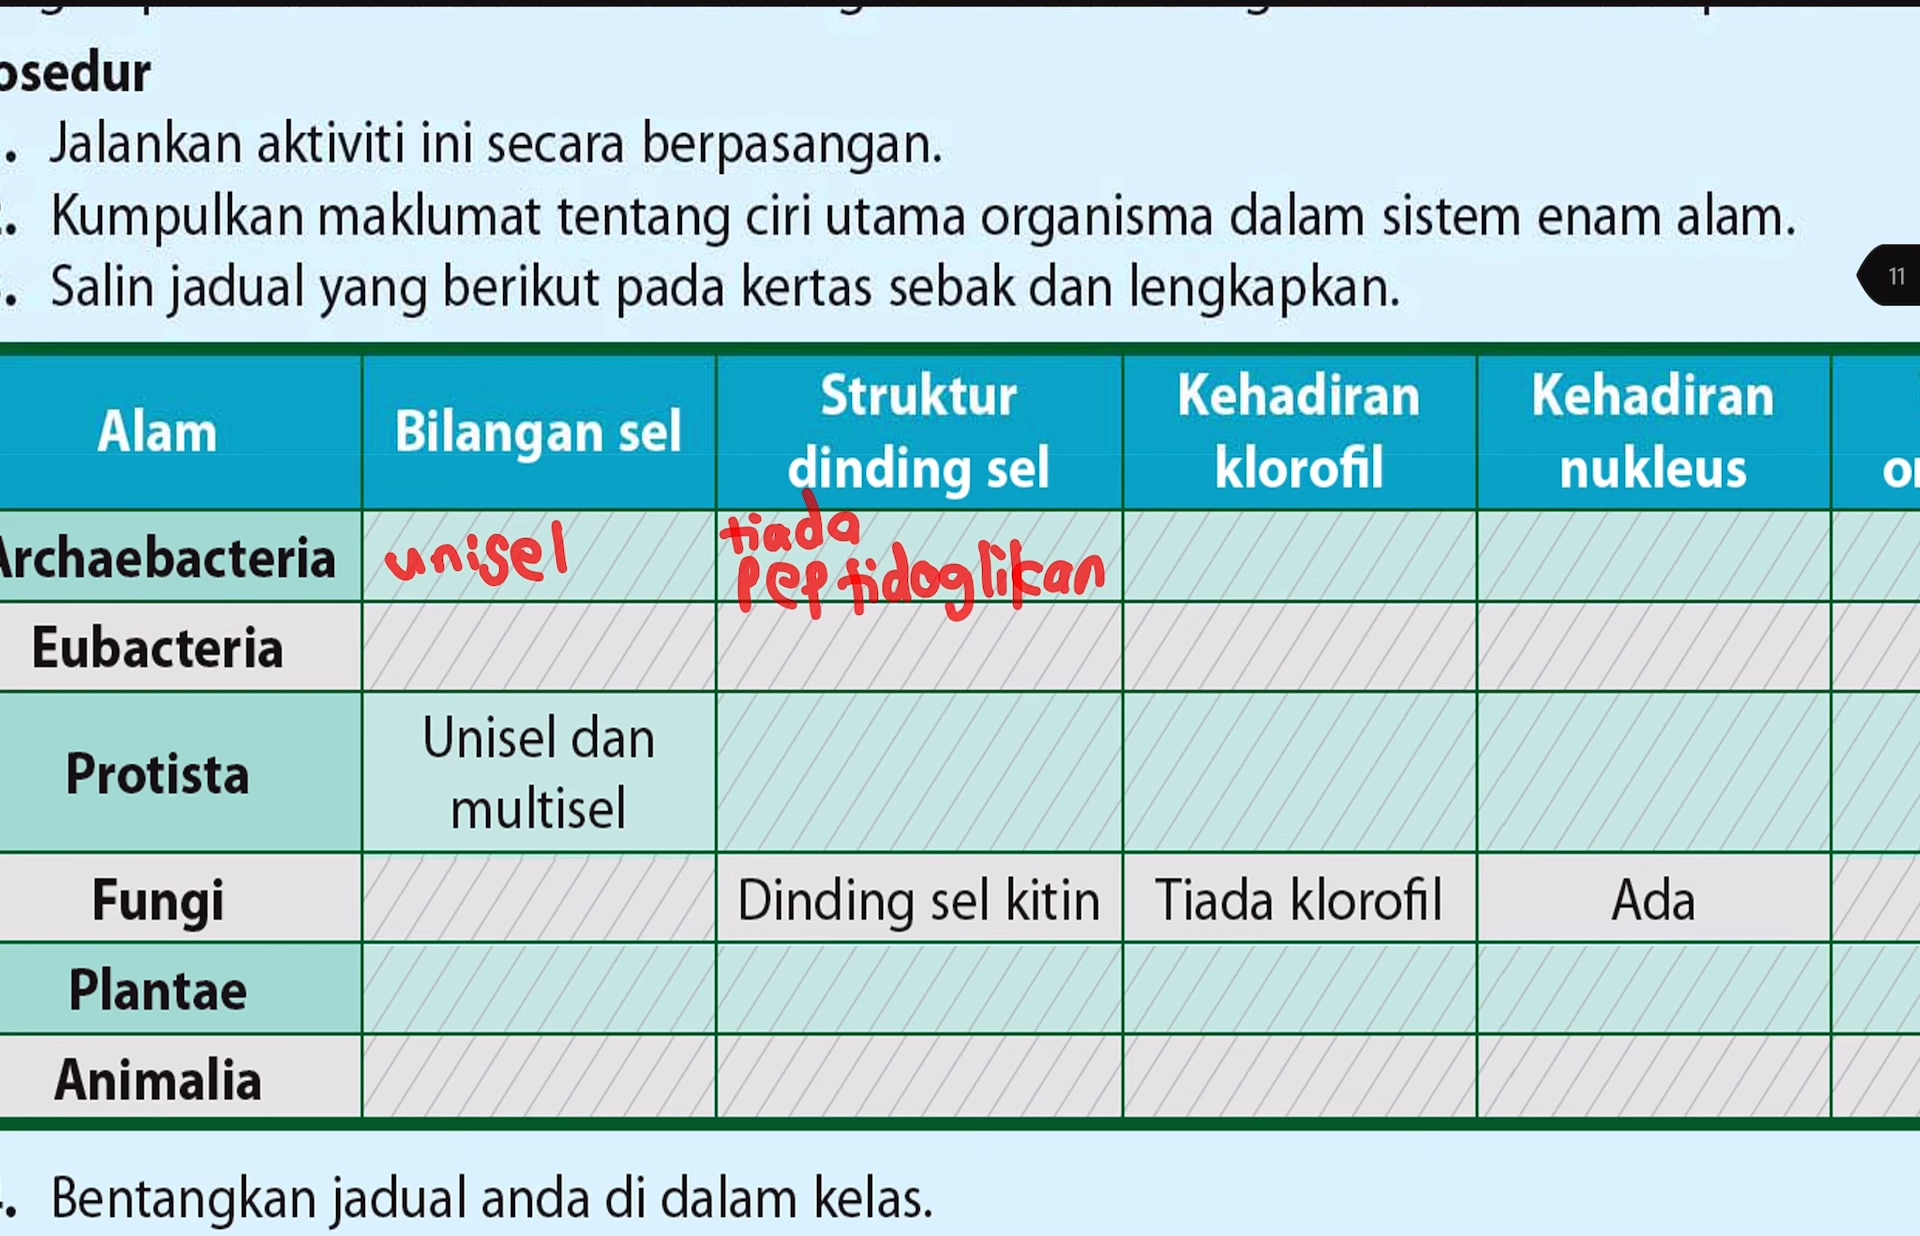 osedur
. Jalankan aktiviti ini secara berpasangan.
. Kumpulkan maklumat tentang ciri utama organisma dalam sistem enam alam.
. Salin jadual yang berikut pada kertas sebak dan lengkapkan.
11
Alam Bilangan sel Struktur dinding sel Kehadiran klorofil Kehadiran nukleus
Archaebacteria unisel tiada peptidoglikan
Eubacteria
Protista Unisel dan multisel
Fungi Dinding sel kitin Tiada klorofil Ada
Plantae
Animalia
. Bentangkan jadual anda di dalam kelas.